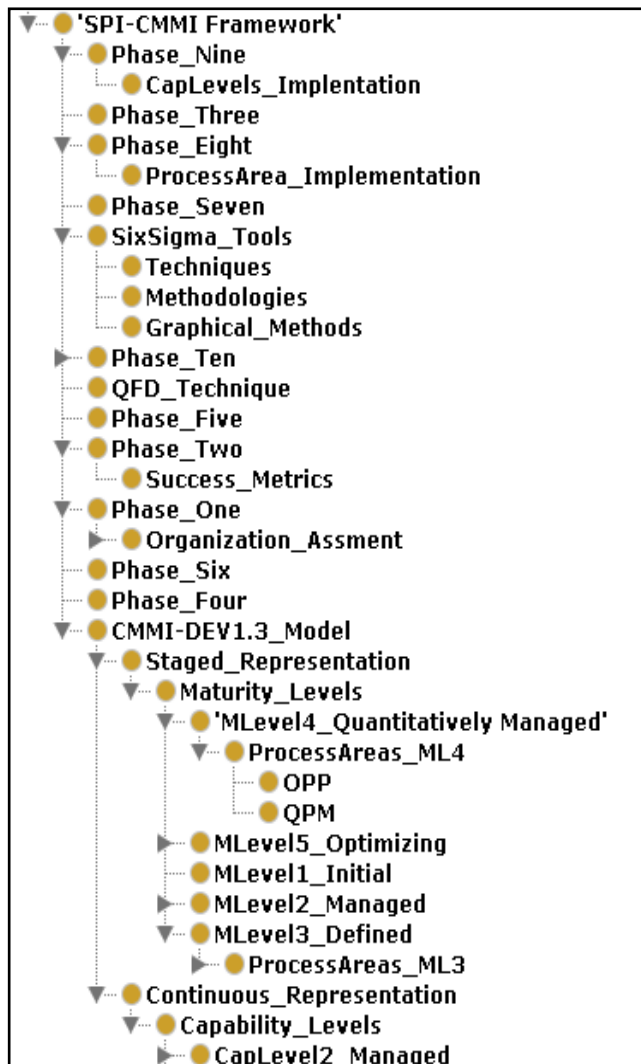 'SPI-CMMI Framework'
Phase_Nine
CapLevels_Implentation
Phase_Three
Phase_Eight
ProcessArea_Implementation
Phase_Seven
SixSigma_Tools
Techniques
Methodologies
Graphical_Methods
Phase_Ten
QFD_Technique
Phase_Five
Phase_Two
Success_Metrics
Phase_One
Organization_Assment
Phase_Six
Phase_Four
CMMI-DEV1.3_Model
Staged_Representation
Maturity_Levels
'MLevel4_Quantitatively Managed'
ProcessAreas_ML4
OPP
QPM
MLevel5_Optimizing
MLevel1_Initial
MLevel2_Managed
MLevel3_Defined
ProcessAreas_ML3
Continuous_Representation
Capability_Levels
CapLevel2_Managed